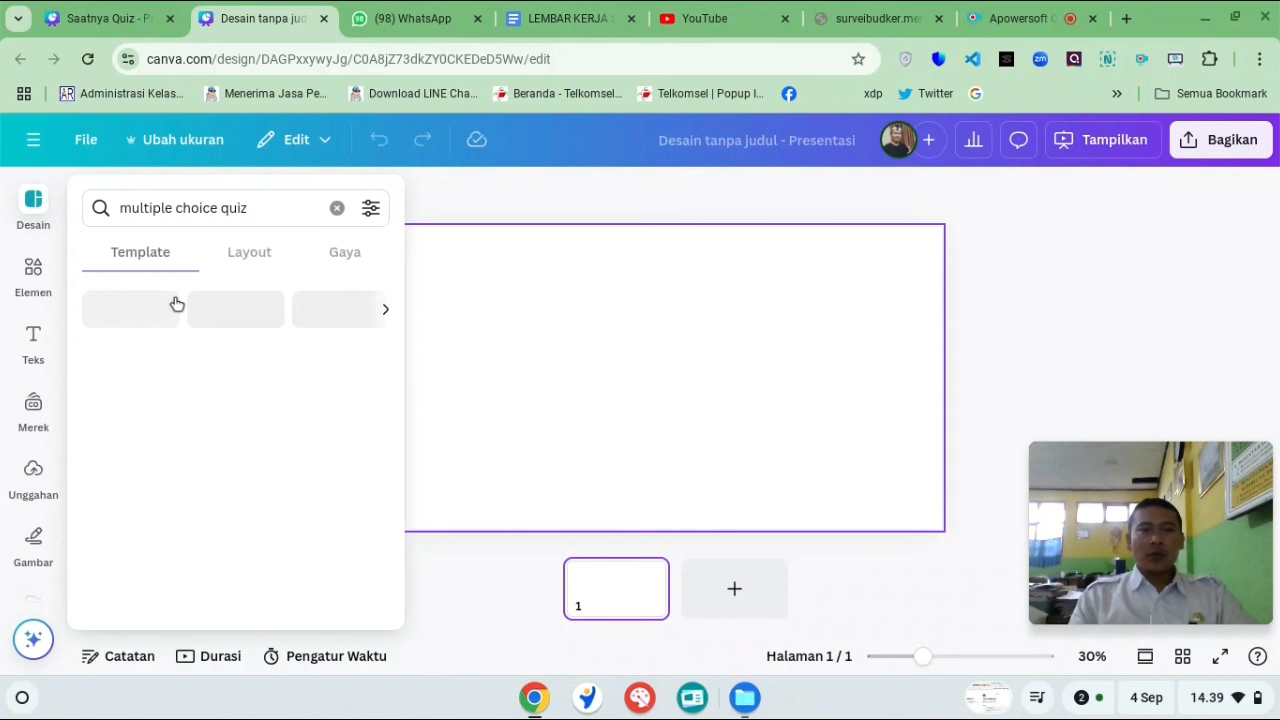 Saatnya Quiz - P
Desain tanpa jud
(98) WhatsApp
LEMBAR KERJA
YouTube
surveibudker.me
Apowersoft
canva.com/design/DAGPxxywyJg/C0A8jZ73dkZY0CKEDeD5Ww/edit
Administrasi Kelas...
Menerima Jasa Pe...
Download LINE Cha...
Beranda - Telkomsel...
Telkomsel | Popup I...
xdp
Twitter
Semua Bookmark
File
Ubah ukuran
Edit
Desain tanpa judul - Presentasi
Tampilkan
Bagikan
multiple choice quiz
Desain
Template
Layout
Gaya
Elemen
Teks
Merek
Unggahan
Gambar
1
Catatan
Durasi
Pengatur Waktu
Halaman 1 / 1
30%
2
4 Sep
14.39